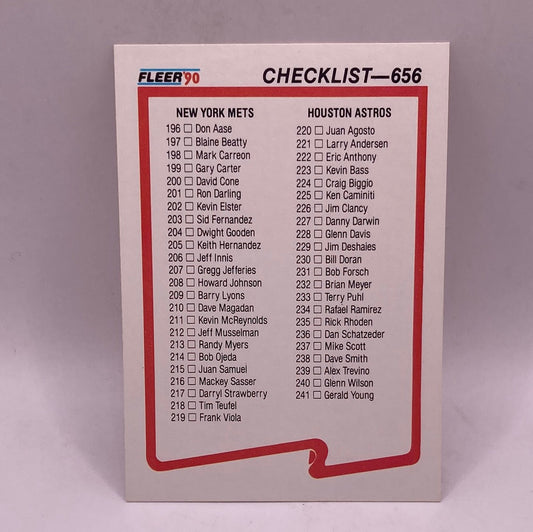 FLEER'90 CHECKLIST—656
NEW YORK METS
196 Don Aase
197 Blaine Beatty
198 Mark Carreon
199 Gary Carter
200 David Cone
201 Ron Darling
202 Kevin Elster
203 Sid Fernandez
204 Dwight Gooden
205 Keith Hernandez
206 Jeff Innis
207 Gregg Jefferies
208 Howard Johnson
209 Barry Lyons
210 Dave Magadan
211 Kevin McReynolds
212 Jeff Musselman
213 Randy Myers
214 Bob Ojeda
215 Juan Samuel
216 Mackey Sasser
217 Darryl Strawberry
218 Tim Teufel
219 Frank Viola
HOUSTON ASTROS
220 Juan Agosto
221 Larry Andersen
222 Eric Anthony
223 Kevin Bass
224 Craig Biggio
225 Ken Caminiti
226 Jim Clancy
227 Danny Darwin
228 Glenn Davis
229 Jim Deshaies
230 Bill Doran
231 Bob Forsch
232 Brian Meyer
233 Terry Puhl
234 Rafael Ramirez
235 Rick Rhoden
236 Dan Schatzeder
237 Mike Scott
238 Dave Smith
239 Alex Trevino
240 Glenn Wilson
241 Gerald Young